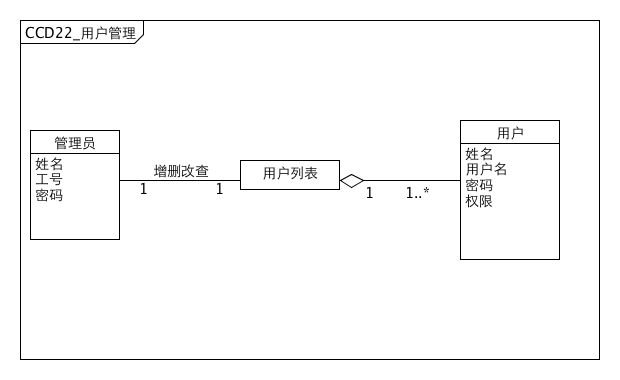 CCD22_用户管理
管理员
姓名
工号
密码
增删改查
1
1
用户列表
1
1..*
用户
姓名
用户名
密码
权限